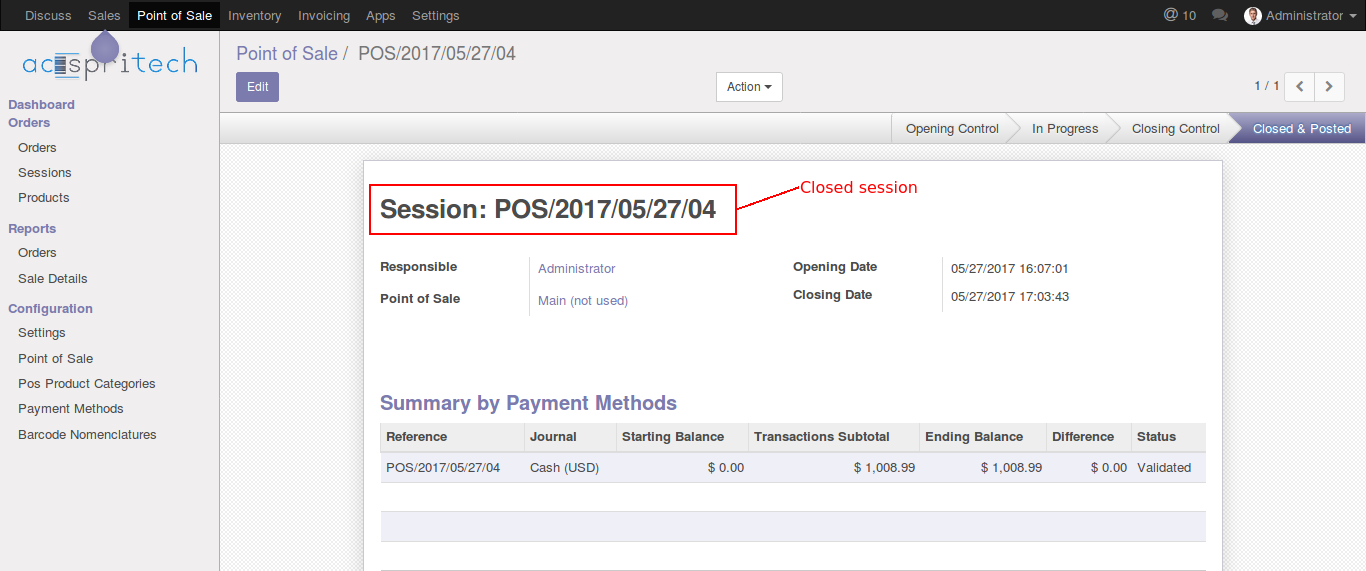 Discuss Sales Point of Sale Inventory Invoicing Apps Settings @ 10 Administrator
acespritech
Dashboard
Orders
Orders
Sessions
Products
Reports
Orders
Sale Details
Configuration
Settings
Point of Sale
Pos Product Categories
Payment Methods
Barcode Nomenclatures
Point of Sale / POS/2017/05/27/04
Edit Action 1 / 1
Opening Control In Progress Closing Control Closed & Posted
Closed session
Session: POS/2017/05/27/04
Responsible Administrator Opening Date 05/27/2017 16:07:01
Point of Sale Main (not used) Closing Date 05/27/2017 17:03:43
Summary by Payment Methods
Reference Journal Starting Balance Transactions Subtotal Ending Balance Difference Status
POS/2017/05/27/04 Cash (USD) $ 0.00 $ 1,008.99 $ 1,008.99 $ 0.00 Validated